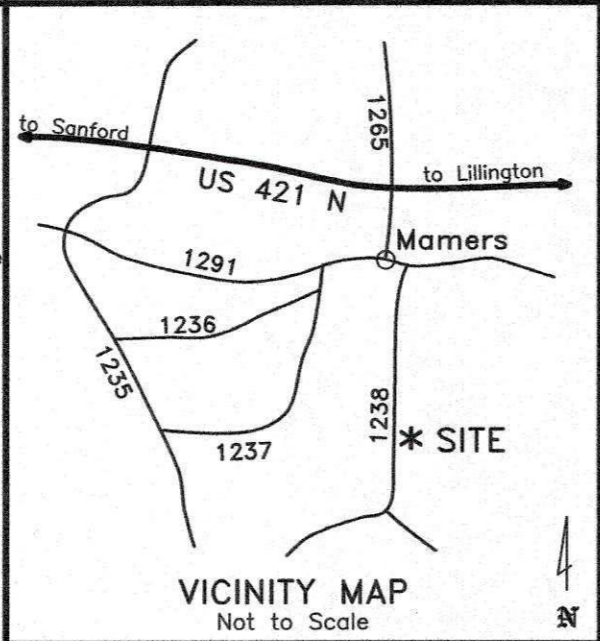 1265
to Sanford
to Lillington
US 421 N
Mamers
1291
1236
1235
1238
* SITE
1237
VICINITY MAP
Not to Scale
N